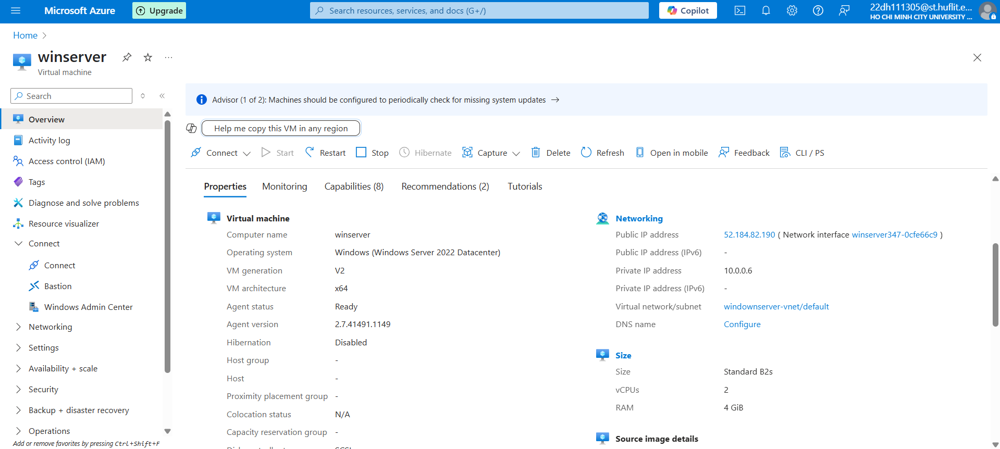 Microsoft Azure
Upgrade
Search resources, services, and docs (G+/)
Copilot
22dh111305@st.huflit.e...
HO CHI MINH CITY UNIVERSITY ...
Home
winserver
Virtual machine
Search
Overview
Activity log
Access control (IAM)
Tags
Diagnose and solve problems
Resource visualizer
Connect
Connect
Bastion
Windows Admin Center
Networking
Settings
Availability + scale
Security
Backup + disaster recovery
Operations
Add or remove favorites by pressing Ctrl+Shift+F
Advisor (1 of 2): Machines should be configured to periodically check for missing system updates
Help me copy this VM in any region
Connect Start Restart Stop Hibernate Capture Delete Refresh Open in mobile Feedback CLI / PS
Properties Monitoring Capabilities (8) Recommendations (2) Tutorials
Virtual machine
Computer name winserver
Operating system Windows (Windows Server 2022 Datacenter)
VM generation V2
VM architecture x64
Agent status Ready
Agent version 2.7.41491.1149
Hibernation Disabled
Host group -
Host -
Proximity placement group -
Colocation status N/A
Capacity reservation group -
Networking
Public IP address 52.184.82.190 ( Network interface winserver347-0cfe66c9 )
Public IP address (IPv6) -
Private IP address 10.0.0.6
Private IP address (IPv6) -
Virtual network/subnet windownserver-vnet/default
DNS name Configure
Size
Size Standard B2s
vCPUs 2
RAM 4 GiB
Source image details